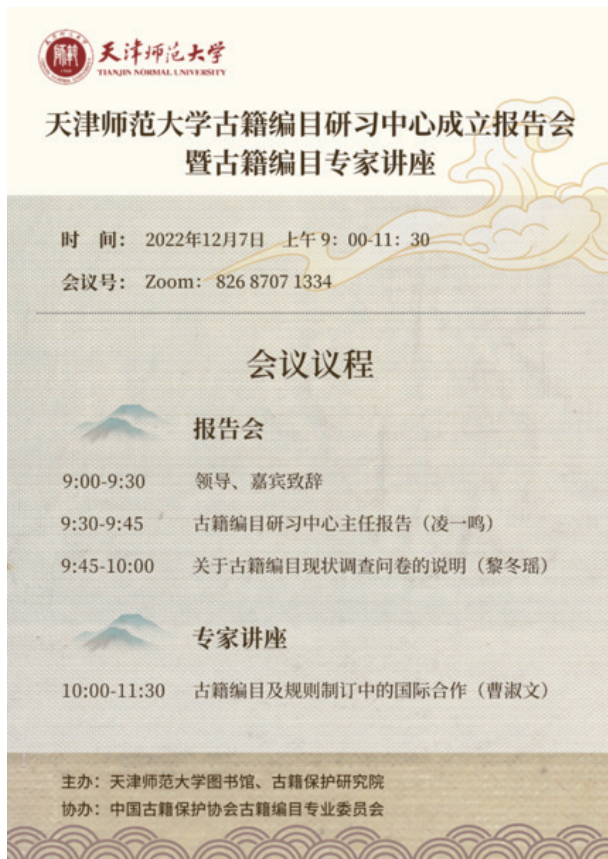 天津师范大学
TIANJIN NORMAL UNIVERSITY
天津师范大学古籍编目研习中心成立报告会
暨古籍编目专家讲座
时 间： 2022年12月7日 上午 9：00-11：30
会议号： Zoom： 826 8707 1334
会议议程
报告会
9:00-9:30 领导、嘉宾致辞
9:30-9:45 古籍编目研习中心主任报告（凌一鸣）
9:45-10:00 关于古籍编目现状调查问卷的说明（黎冬瑶）
专家讲座
10:00-11:30 古籍编目及规则制订中的国际合作（曹淑文）
主办：天津师范大学图书馆、古籍保护研究院
协办：中国古籍保护协会古籍编目专业委员会